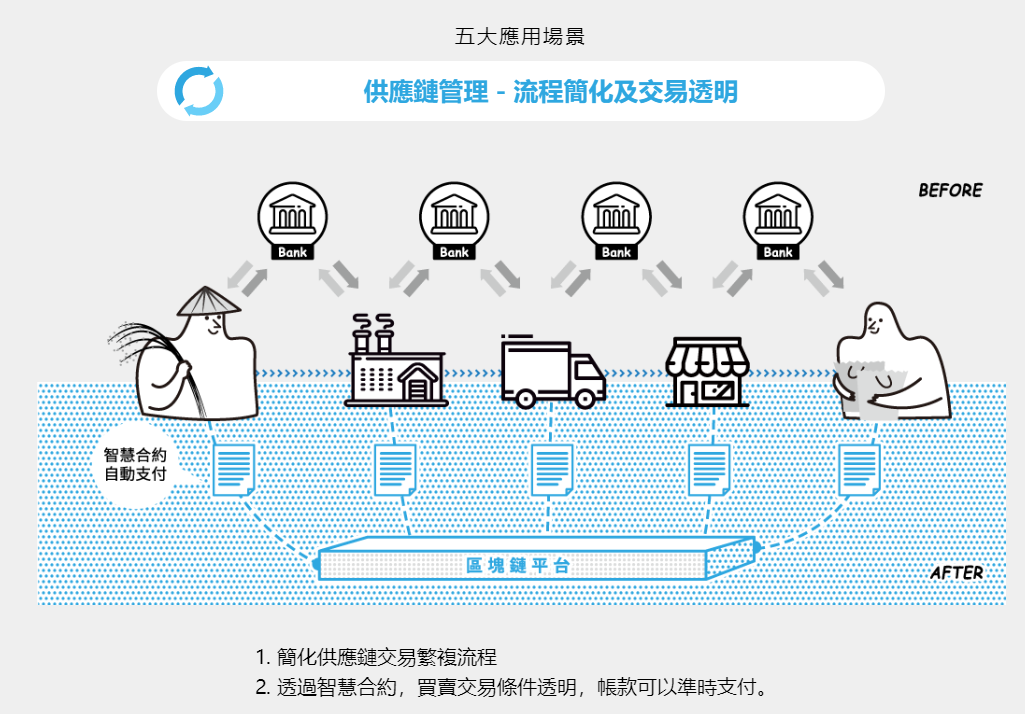 五大應用場景
供應鏈管理 - 流程簡化及交易透明
BEFORE
Bank
Bank
Bank
Bank
智慧合約
自動支付
區塊鏈平台
AFTER
1. 簡化供應鏈交易繁複流程
2. 透過智慧合約，買賣交易條件透明，帳款可以準時支付。